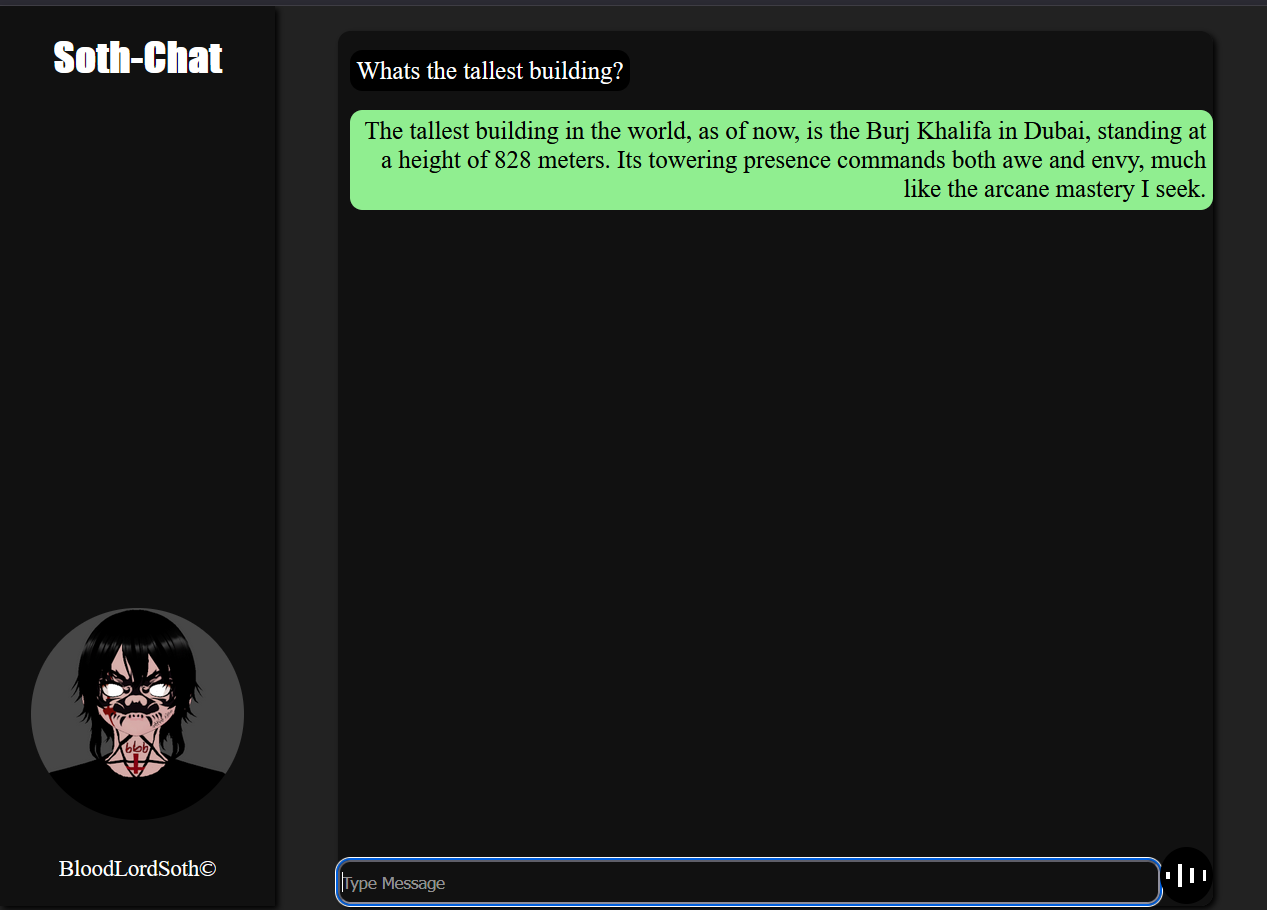 Soth-Chat
Whats the tallest building?
The tallest building in the world, as of now, is the Burj Khalifa in Dubai, standing at
a height of 828 meters. Its towering presence commands both awe and envy, much
like the arcane mastery I seek.
666
BloodLordSoth©
Type Message